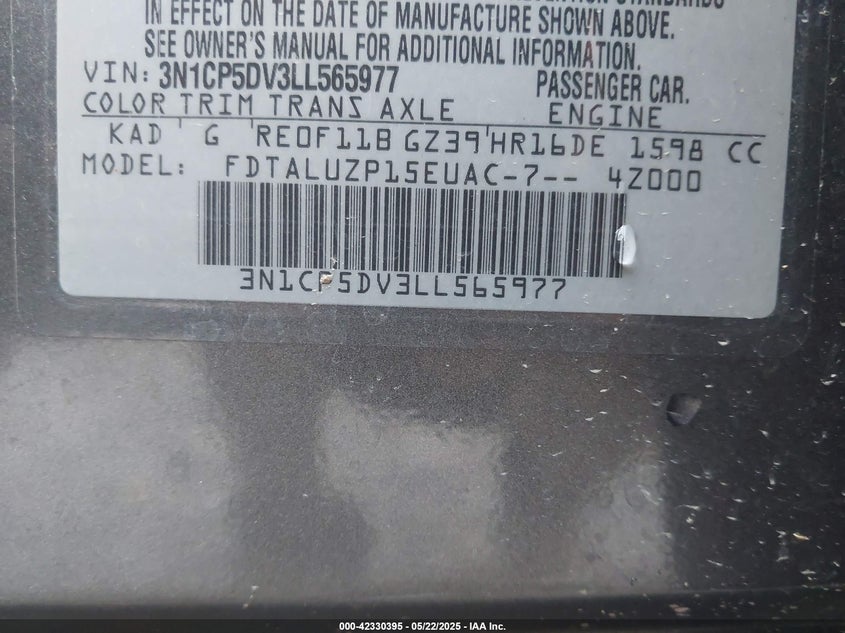 IN EFFECT ON THE DATE OF MANUFACTURE SHOWN ABOVE.
SEE OWNER'S MANUAL FOR ADDITIONAL INFORMATION.
VIN: 3N1CP5DV3LL565977 PASSENGER CAR.
COLOR TRIM TRANS AXLE ENGINE
KAD G RE0F11B GZ39 HR16DE 1598 CC
MODEL: FDTALUZP15EUAC-7-- 4Z000
3N1CP5DV3LL565977
000-42330395 - 05/22/2025 - IAA Inc.